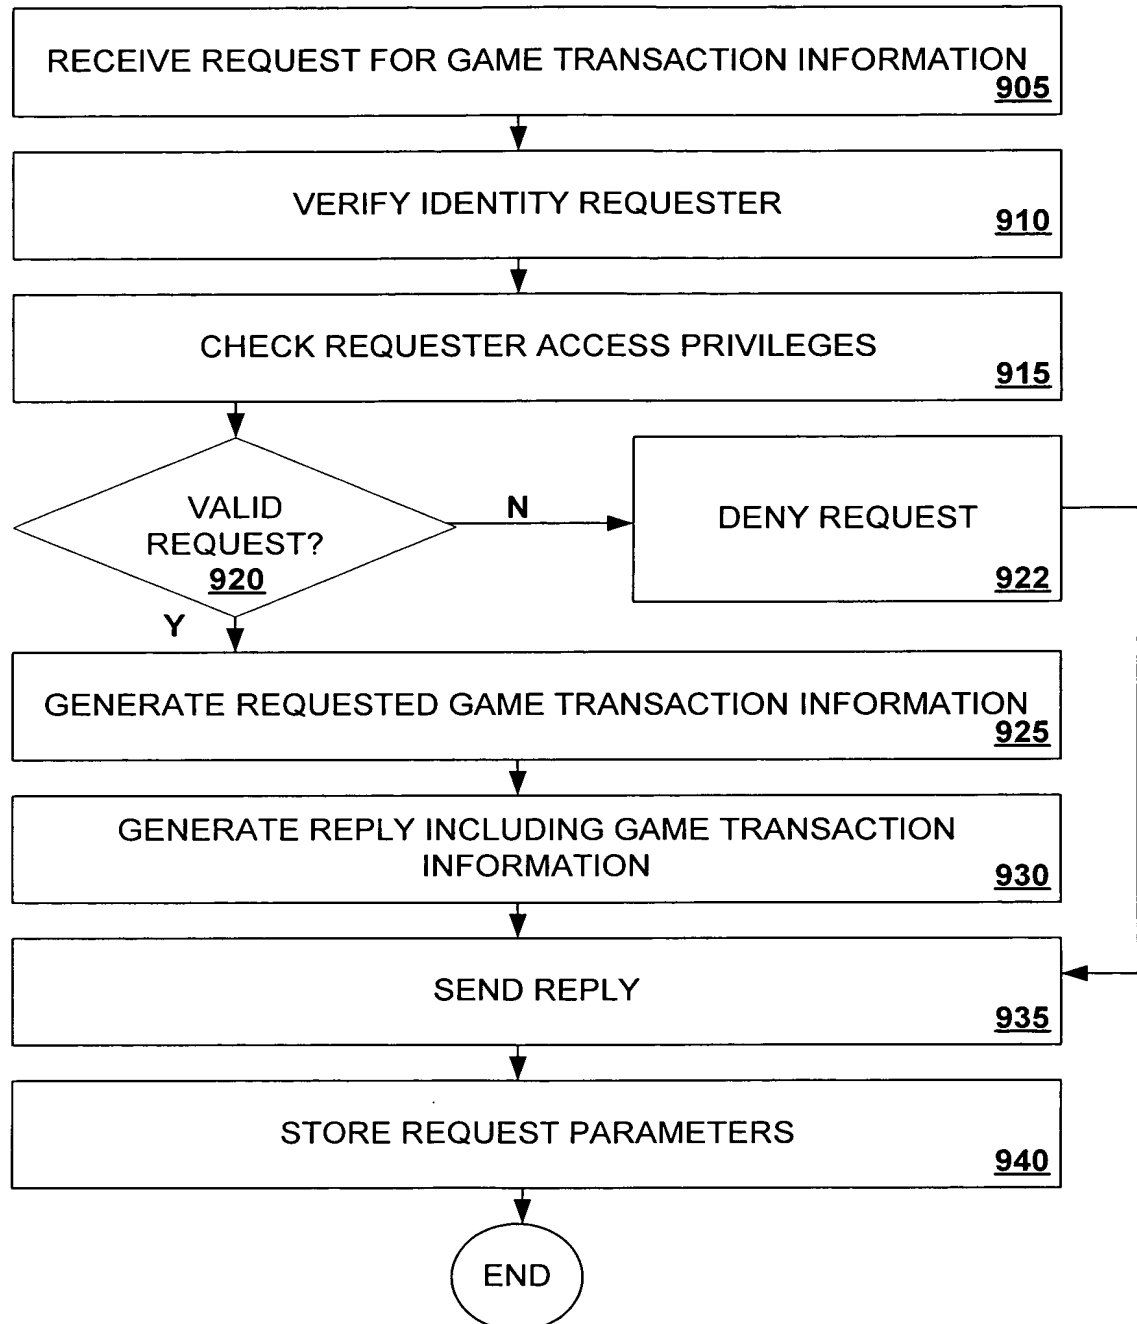 RECEIVE REQUEST FOR GAME TRANSACTION INFORMATION
905
VERIFY IDENTITY REQUESTER
910
CHECK REQUESTER ACCESS PRIVILEGES
915
VALID
REQUEST?
920
N
DENY REQUEST
922
Y
GENERATE REQUESTED GAME TRANSACTION INFORMATION
925
GENERATE REPLY INCLUDING GAME TRANSACTION
INFORMATION
930
SEND REPLY
935
STORE REQUEST PARAMETERS
940
END